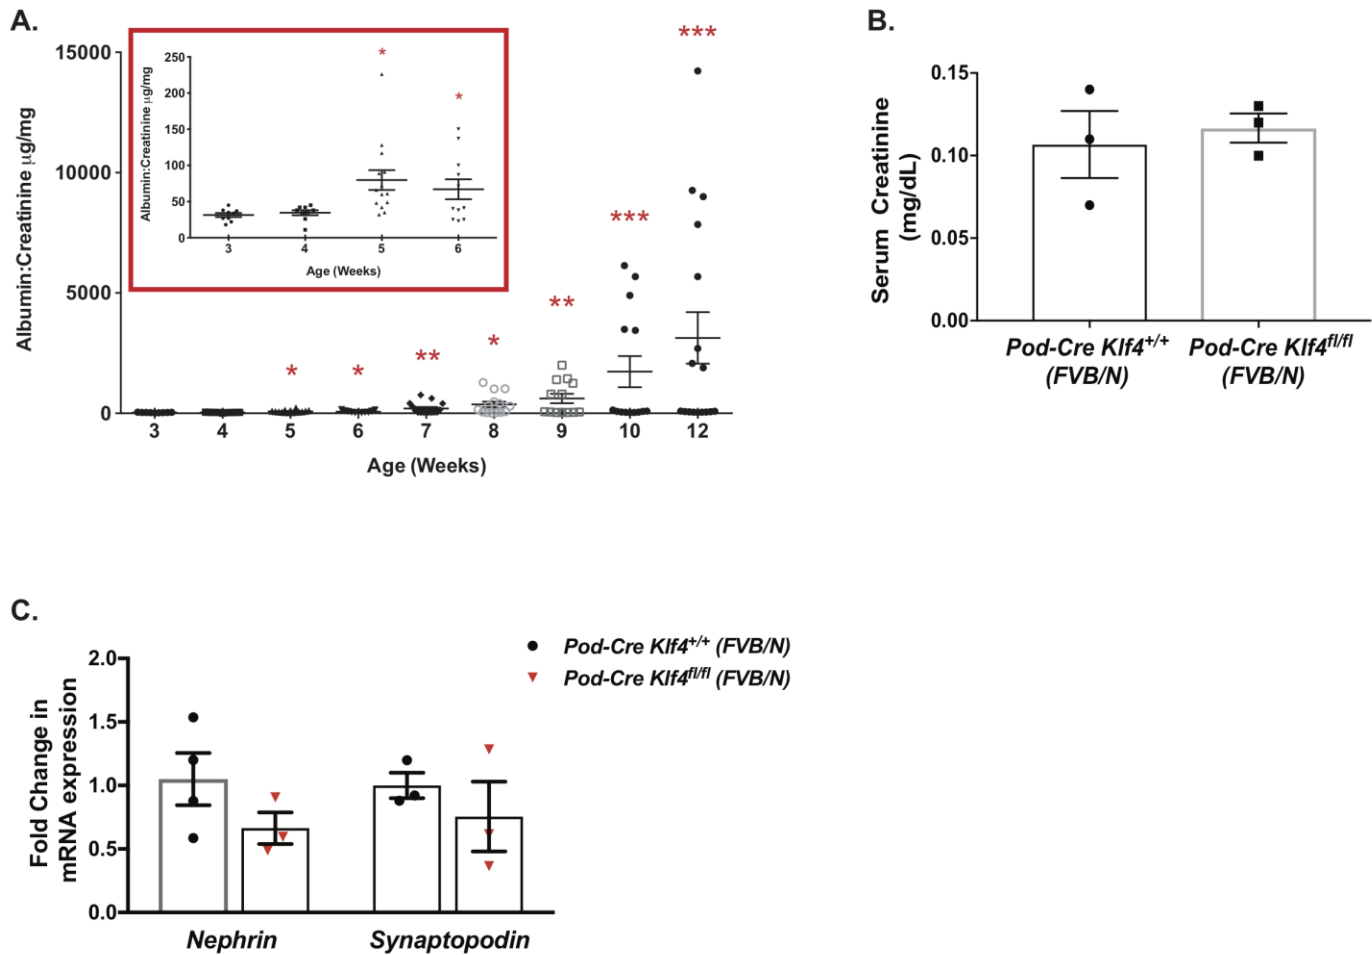 A.
***
15000
10000
5000
0
Albumin:Creatinine μg/mg
250
200
150
100
50
0
Albumin:Creatinine μg/mg
*
*
3 4 5 6
Age (Weeks)
* * ** * ** ***
3 4 5 6 7 8 9 10 12
Age (Weeks)
B.
0.15
0.10
0.05
0.00
Serum Creatinine
(mg/dL)
Pod-Cre Klf4+/+ Pod-Cre Klf4fl/fl
(FVB/N) (FVB/N)
C.
Pod-Cre Klf4+/+ (FVB/N)
Pod-Cre Klf4fl/fl (FVB/N)
2.0
1.5
1.0
0.5
0.0
Fold Change in
mRNA expression
Nephrin Synaptopodin